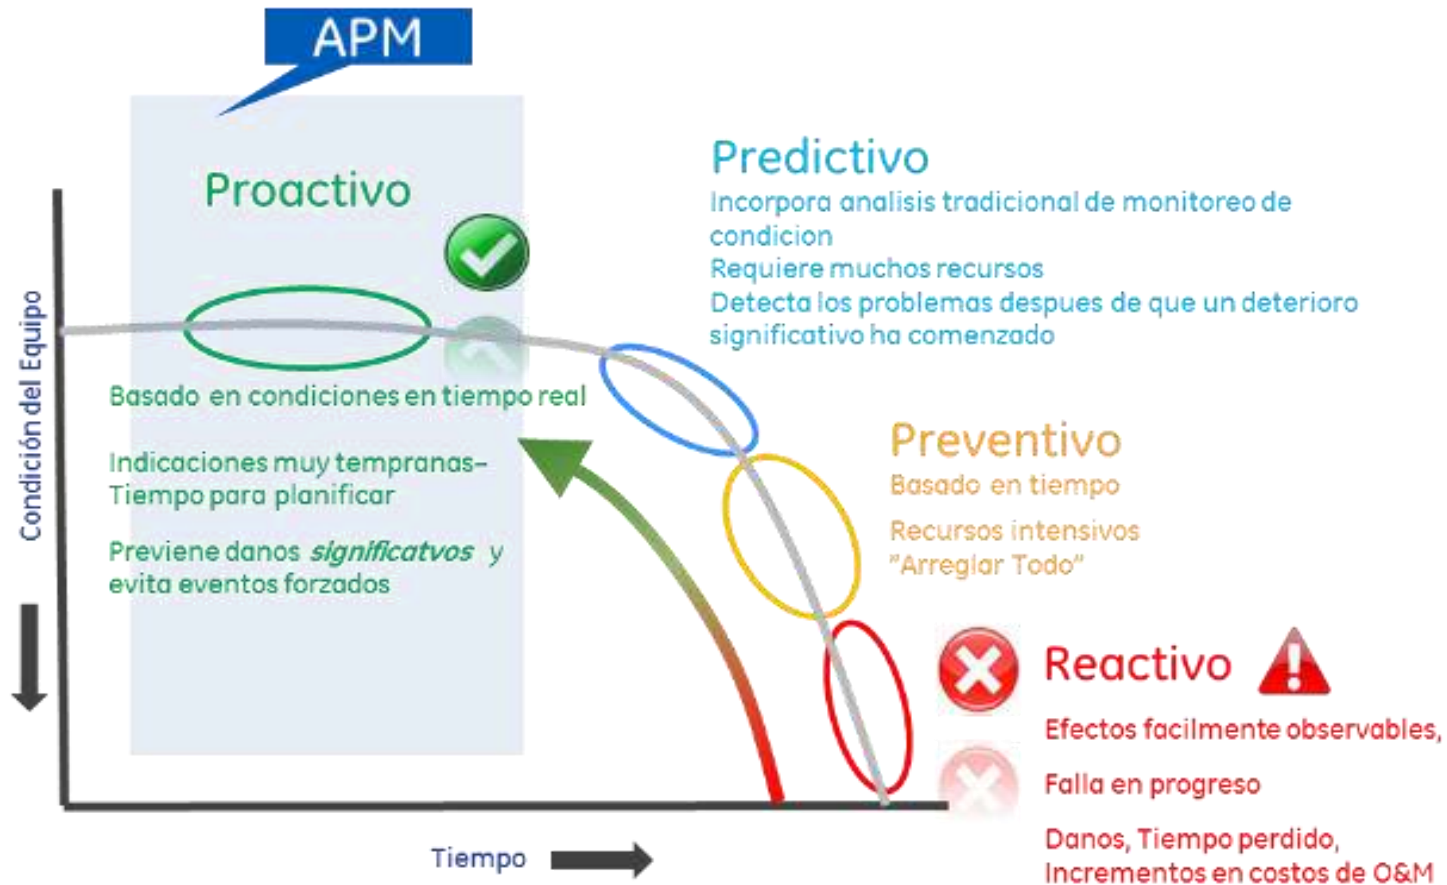 APM
Proactivo
Basado en condiciones en tiempo real
Indicaciones muy tempranas–
Tiempo para planificar
Previene danos significatvos y
evita eventos forzados
Predictivo
Incorpora analisis tradicional de monitoreo de
condicion
Requiere muchos recursos
Detecta los problemas despues de que un deterioro
significativo ha comenzado
Preventivo
Basado en tiempo
Recursos intensivos
"Arreglar Todo"
Reactivo
Efectos facilmente observables,
Falla en progreso
Danos, Tiempo perdido,
Incrementos en costos de O&M
Condición del Equipo
Tiempo